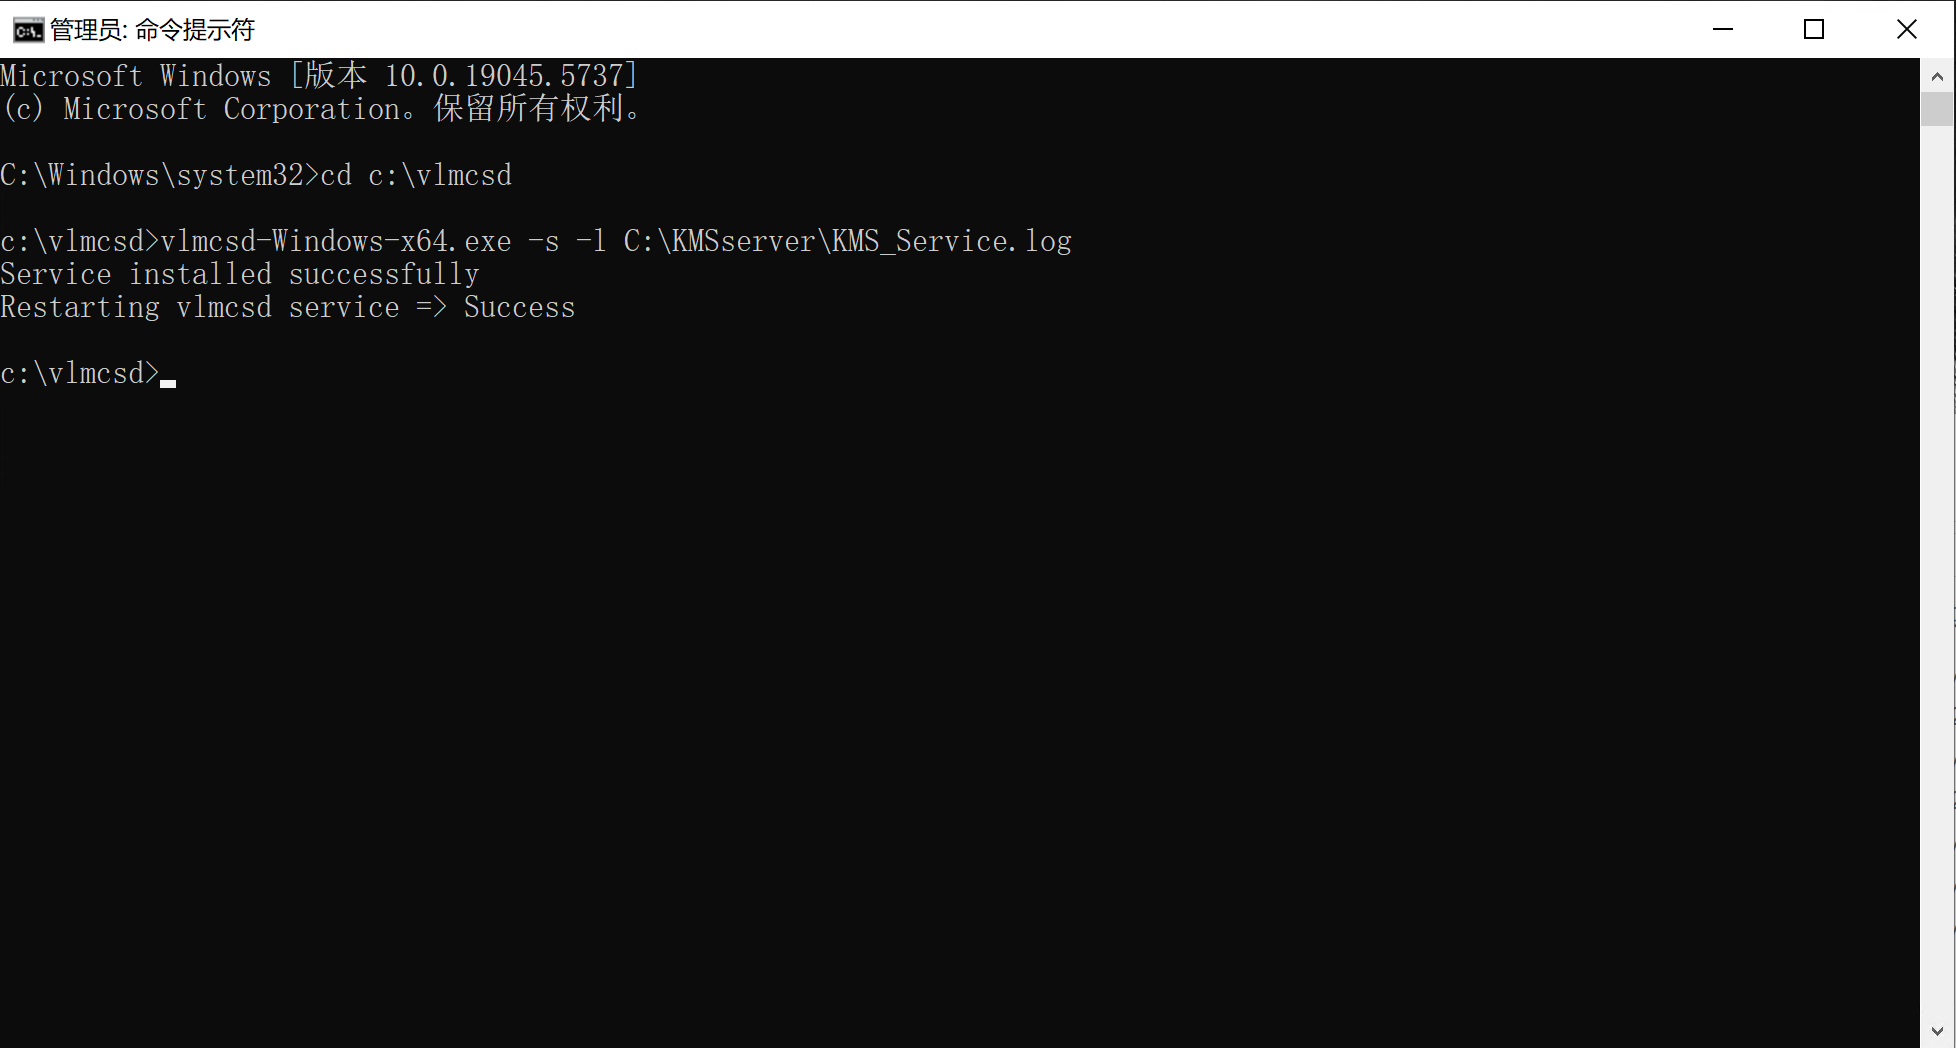 管理员: 命令提示符
Microsoft Windows [版本 10.0.19045.5737]
(c) Microsoft Corporation。保留所有权利。
C:\Windows\system32>cd c:\vlmcsd
c:\vlmcsd>vlmcsd-Windows-x64.exe -s -l C:\KMSserver\KMS_Service.log
Service installed successfully
Restarting vlmcsd service => Success
c:\vlmcsd>